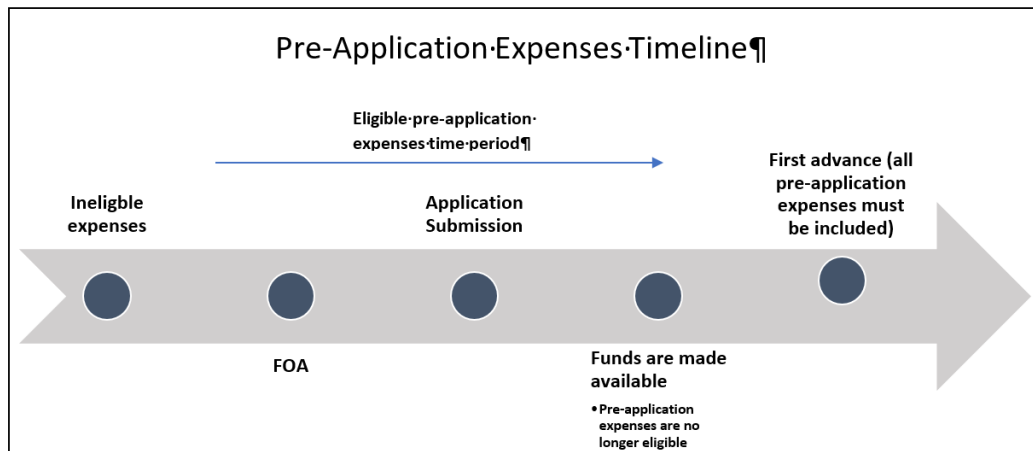 Pre-Application·Expenses·Timeline¶
Eligible·pre-application·
expenses·time·period¶
Ineligble
expenses
FOA
Application
Submission
Funds are made
available
•Pre-application
expenses are no
longer eligible
First advance (all
pre-application
expenses must
be included)